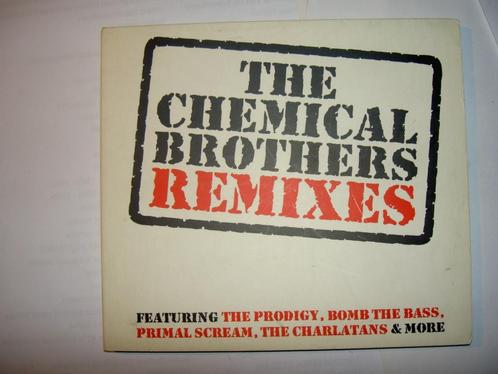 THE
CHEMICAL
BROTHERS
REMIXES
FEATURING THE PRODIGY, BOMB THE BASS,
PRIMAL SCREAM, THE CHARLATANS & MORE